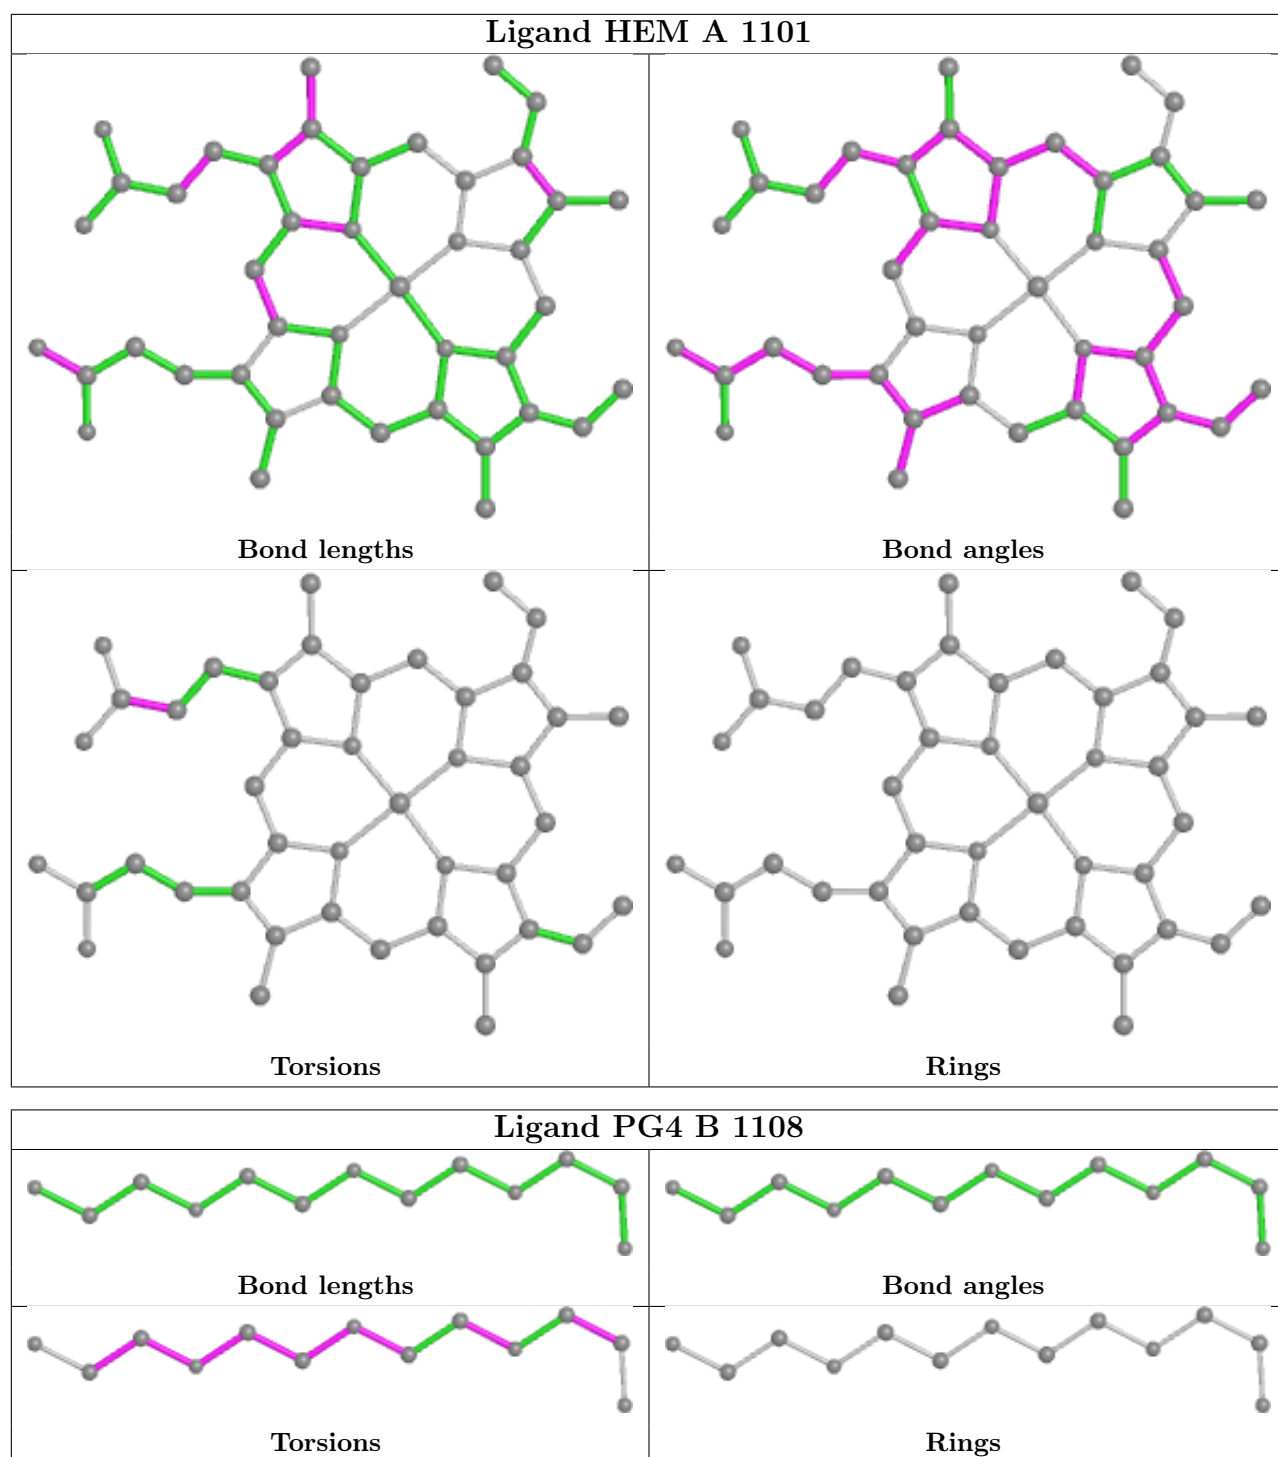 Ligand HEM A 1101
Bond lengths
Bond angles
Torsions
Rings
Ligand PG4 B 1108
Bond lengths
Bond angles
Torsions
Rings